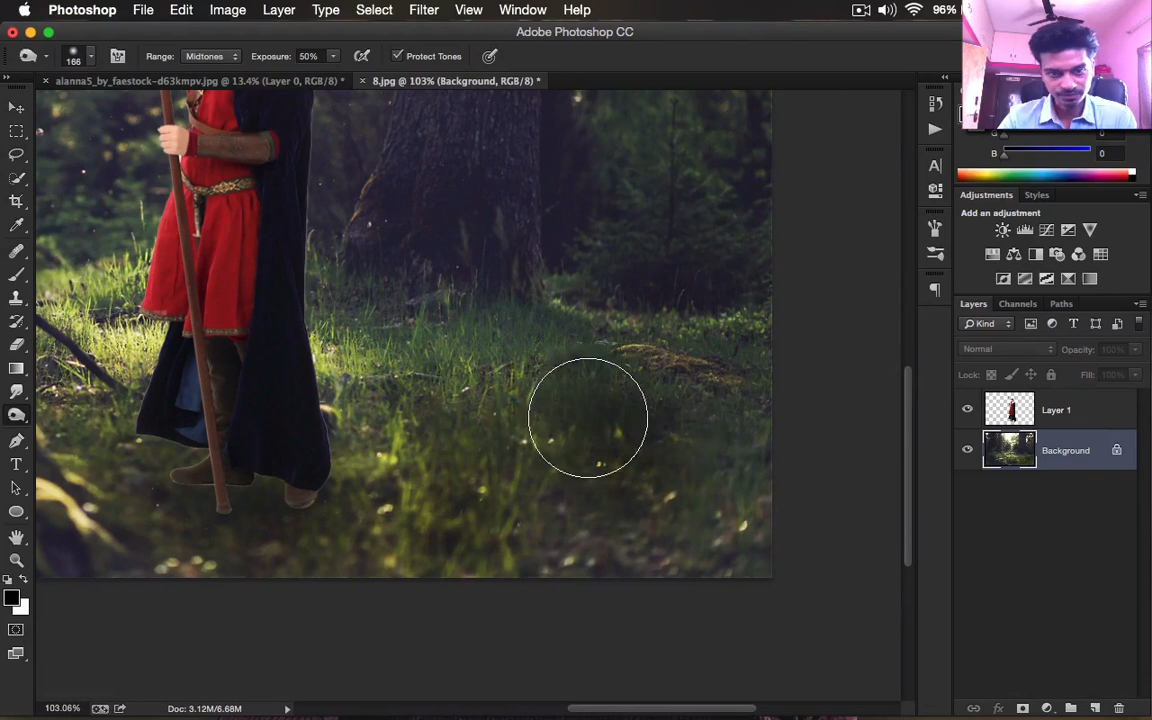 Photoshop File Edit Image Layer Type Select Filter View Window Help 96%
Adobe Photoshop CC
166 Range: Midtones Exposure: 50% Protect Tones
alanna5_by_faestock-d63kmpv.jpg @ 13.4% (Layer 0, RGB/8) * 8.jpg @ 103% (Background, RGB/8) *
G 0
B 0
Adjustments Styles
Add an adjustment
Layers Channels Paths
Kind
Normal Opacity: 100%
Lock: Fill: 100%
Layer 1
Background
103.06% Doc: 3.12M/6.68M